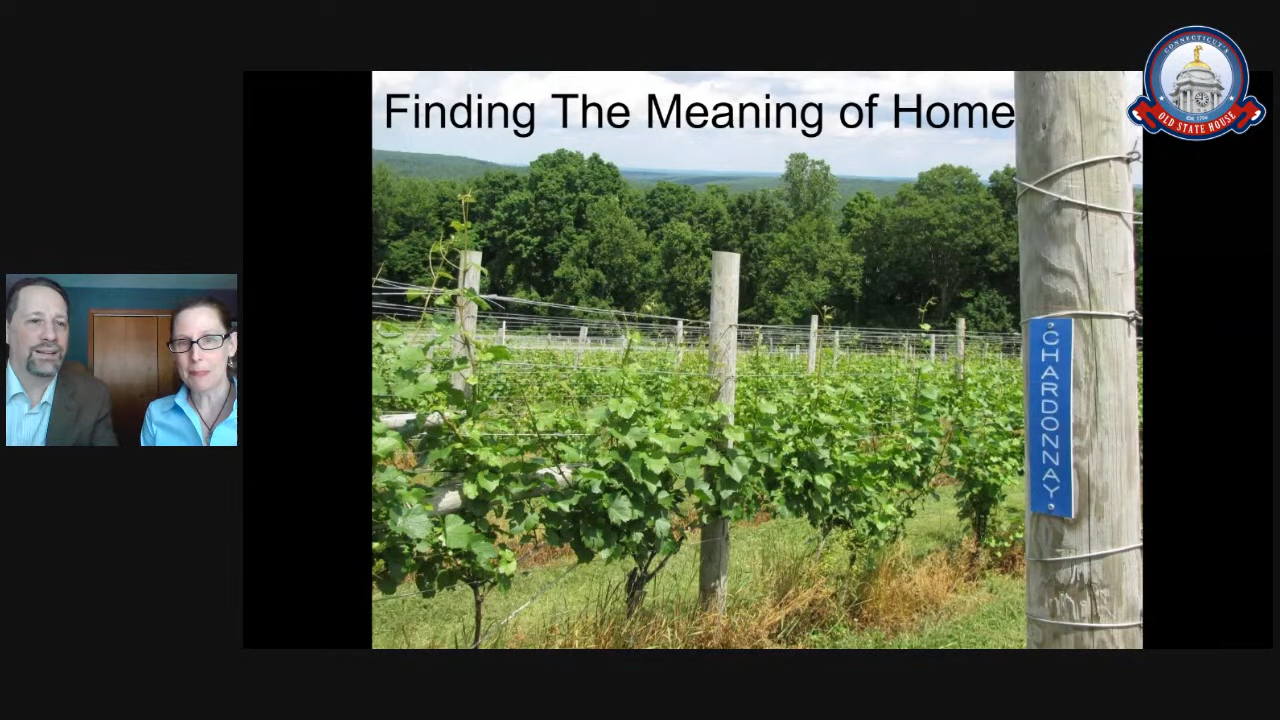 Finding The Meaning of Home
CONNECTICUT'S
OLD STATE HOUSE
CHARDONNAY